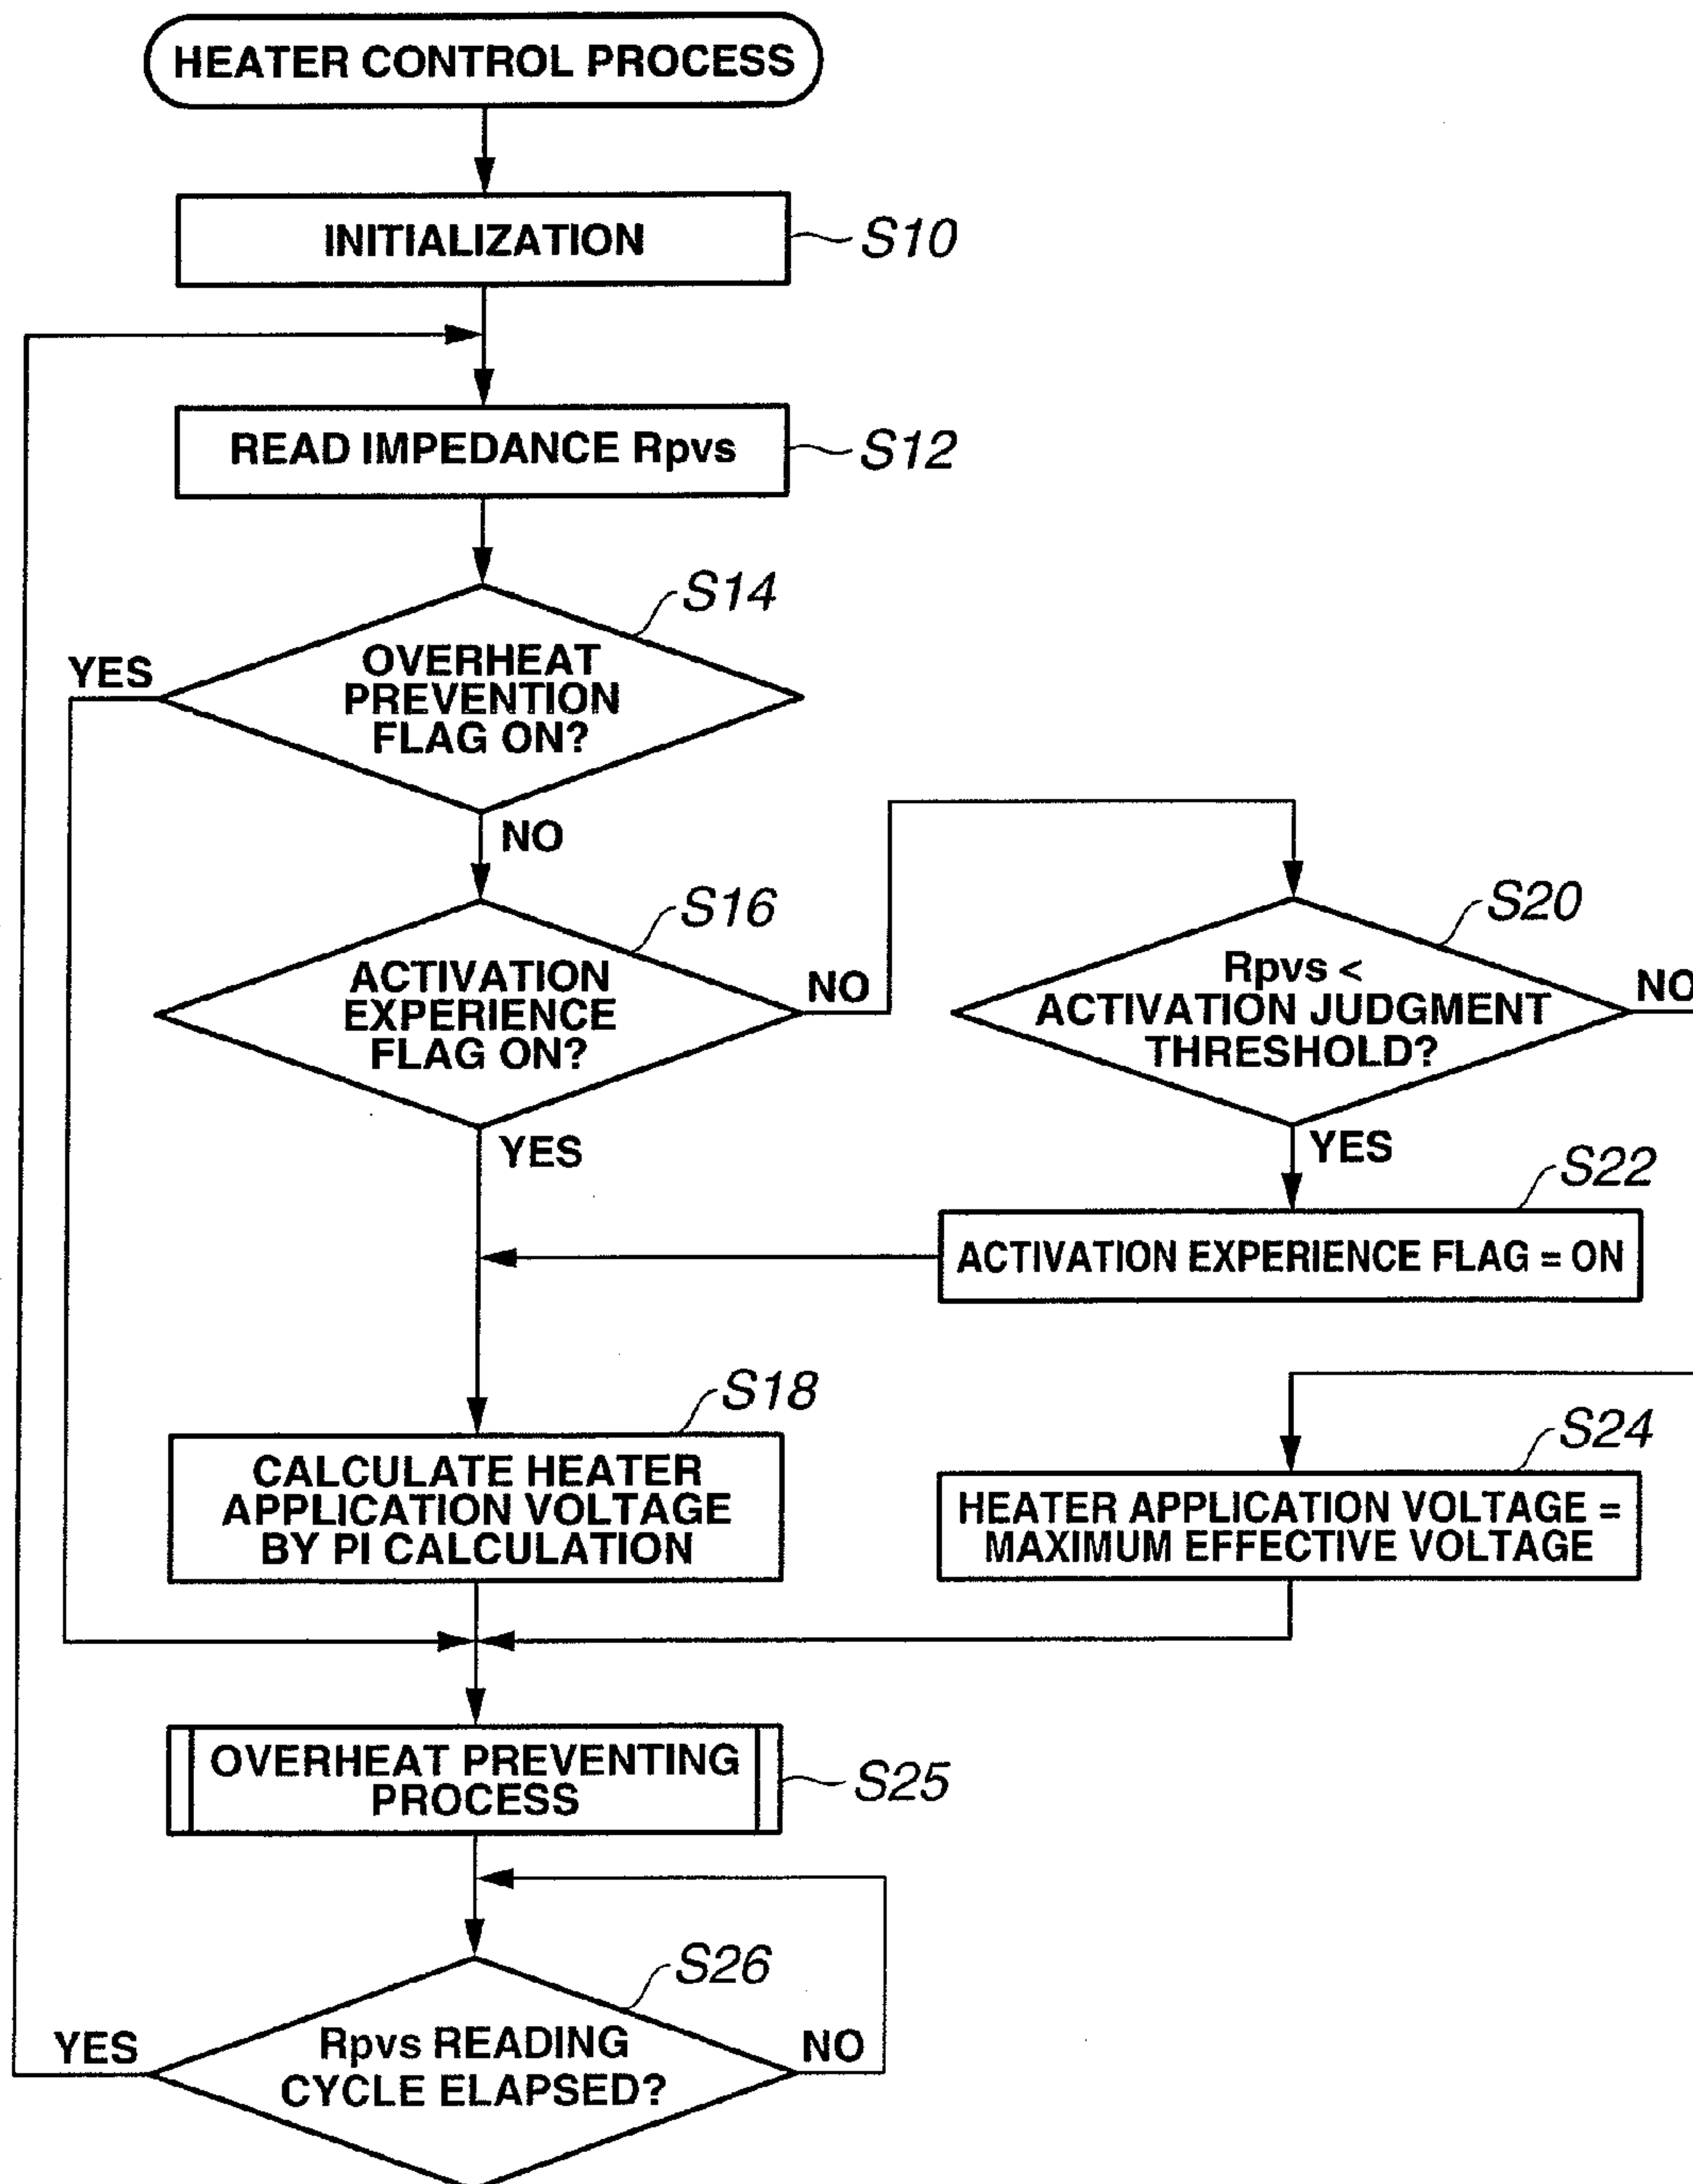 HEATER CONTROL PROCESS
INITIALIZATION
S10
READ IMPEDANCE Rpvs
S12
S14
OVERHEAT
PREVENTION
FLAG ON?
YES
NO
S16
ACTIVATION
EXPERIENCE
FLAG ON?
NO
YES
S20
Rpvs <
ACTIVATION JUDGMENT
THRESHOLD?
NO
YES
S22
ACTIVATION EXPERIENCE FLAG = ON
S18
CALCULATE HEATER
APPLICATION VOLTAGE
BY PI CALCULATION
S24
HEATER APPLICATION VOLTAGE =
MAXIMUM EFFECTIVE VOLTAGE
OVERHEAT PREVENTING
PROCESS
S25
S26
Rpvs READING
CYCLE ELAPSED?
YES
NO